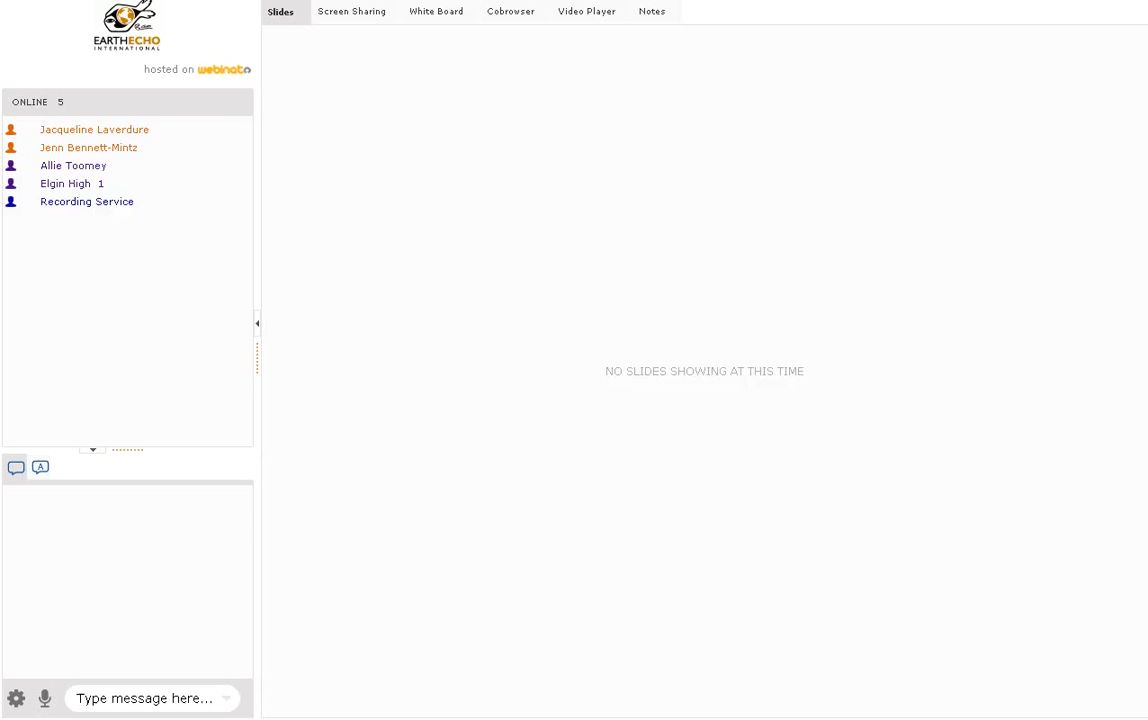 EARTHECHO
INTERNATIONAL
hosted on webinato
Slides Screen Sharing White Board Cobrowser Video Player Notes
ONLINE 5
Jacqueline Laverdure
Jenn Bennett-Mintz
Allie Toomey
Elgin High 1
Recording Service
NO SLIDES SHOWING AT THIS TIME
A
Type message here...